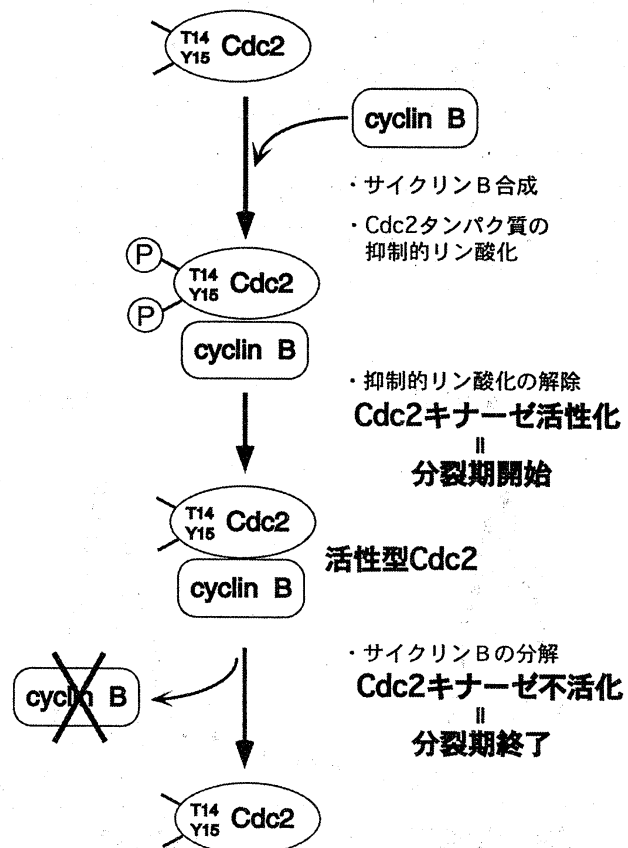 T14
Y15
Cdc2
cyclin B
・サイクリンB合成
・Cdc2タンパク質の
抑制的リン酸化
P
P
T14
Y15
Cdc2
cyclin B
・抑制的リン酸化の解除
Cdc2キナーゼ活性化
=
分裂期開始
T14
Y15
Cdc2
cyclin B
活性型Cdc2
・サイクリンBの分解
Cdc2キナーゼ不活化
=
分裂期終了
cyclin B
T14
Y15
Cdc2